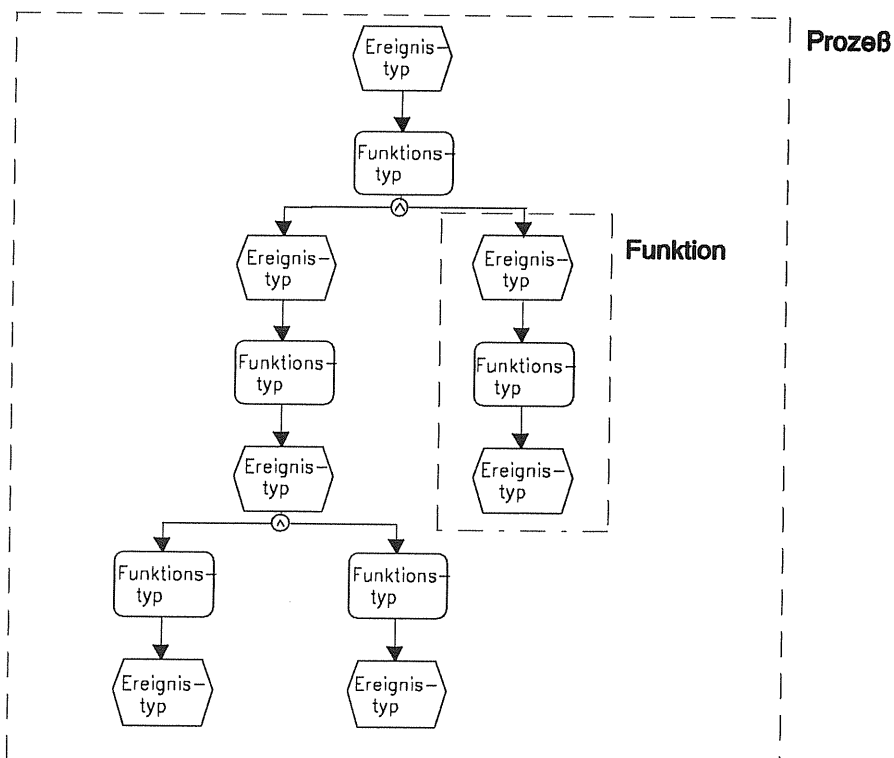 Prozeß
Ereignis-
typ
Funktions-
typ
Ereignis-
typ
Ereignis-
typ
Funktion
Funktions-
typ
Funktions-
typ
Ereignis-
typ
Ereignis-
typ
Funktions-
typ
Funktions-
typ
Ereignis-
typ
Ereignis-
typ